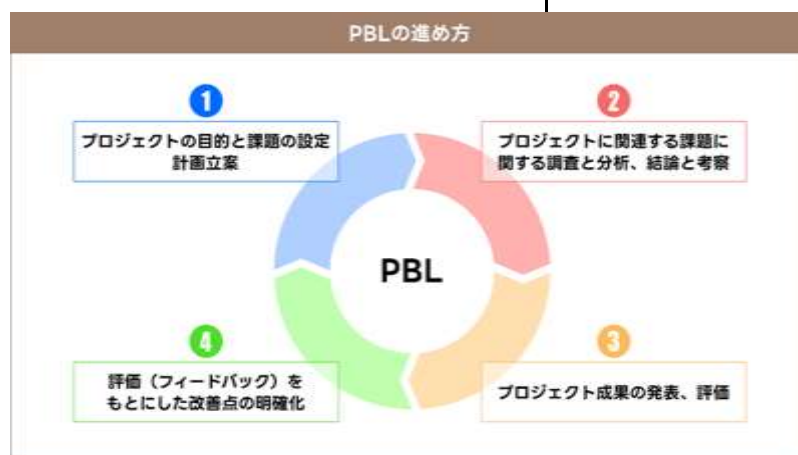 PBLの進め方
1
プロジェクトの目的と課題の設定
計画立案
2
プロジェクトに関連する課題に
関する調査と分析、結論と考察
PBL
3
プロジェクト成果の発表、評価
4
評価（フィードバック）を
もとにした改善点の明確化